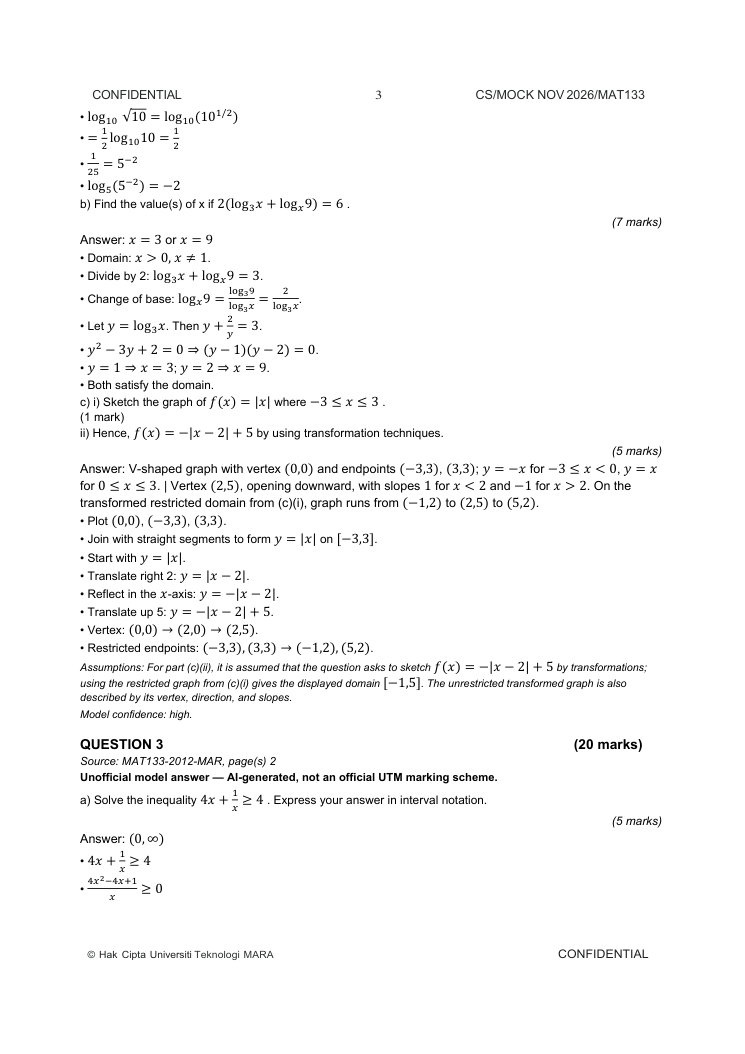 CONFIDENTIAL 3 CS/MOCK NOV 2026/MAT133
• log₁₀ √10 = log₁₀(10^{1/2})
• = 1/2 log₁₀10 = 1/2
• 1/25 = 5⁻²
• log₅(5⁻²) = −2
b) Find the value(s) of x if 2(log₃x + logₓ9) = 6 .
(7 marks)
Answer: x = 3 or x = 9
• Domain: x > 0, x ≠ 1.
• Divide by 2: log₃x + logₓ9 = 3.
• Change of base: logₓ9 = log₃9/log₃x = 2/log₃x.
• Let y = log₃x. Then y + 2/y = 3.
• y² − 3y + 2 = 0 ⇒ (y − 1)(y − 2) = 0.
• y = 1 ⇒ x = 3; y = 2 ⇒ x = 9.
• Both satisfy the domain.
c) i) Sketch the graph of f(x) = |x| where −3 ≤ x ≤ 3 .
(1 mark)
ii) Hence, f(x) = −|x − 2| + 5 by using transformation techniques.
(5 marks)
Answer: V-shaped graph with vertex (0,0) and endpoints (−3,3), (3,3); y = −x for −3 ≤ x < 0, y = x
for 0 ≤ x ≤ 3. | Vertex (2,5), opening downward, with slopes 1 for x < 2 and −1 for x > 2. On the
transformed restricted domain from (c)(i), graph runs from (−1,2) to (2,5) to (5,2).
• Plot (0,0), (−3,3), (3,3).
• Join with straight segments to form y = |x| on [−3,3].
• Start with y = |x|.
• Translate right 2: y = |x − 2|.
• Reflect in the x-axis: y = −|x − 2|.
• Translate up 5: y = −|x − 2| + 5.
• Vertex: (0,0) → (2,0) → (2,5).
• Restricted endpoints: (−3,3), (3,3) → (−1,2), (5,2).
Assumptions: For part (c)(ii), it is assumed that the question asks to sketch f(x) = −|x − 2| + 5 by transformations;
using the restricted graph from (c)(i) gives the displayed domain [−1,5]. The unrestricted transformed graph is also
described by its vertex, direction, and slopes.
Model confidence: high.
QUESTION 3 (20 marks)
Source: MAT133-2012-MAR, page(s) 2
Unofficial model answer — AI-generated, not an official UTM marking scheme.
a) Solve the inequality 4x + 1/x ≥ 4 . Express your answer in interval notation.
(5 marks)
Answer: (0, ∞)
• 4x + 1/x ≥ 4
• (4x²−4x+1)/x ≥ 0
© Hak Cipta Universiti Teknologi MARA CONFIDENTIAL